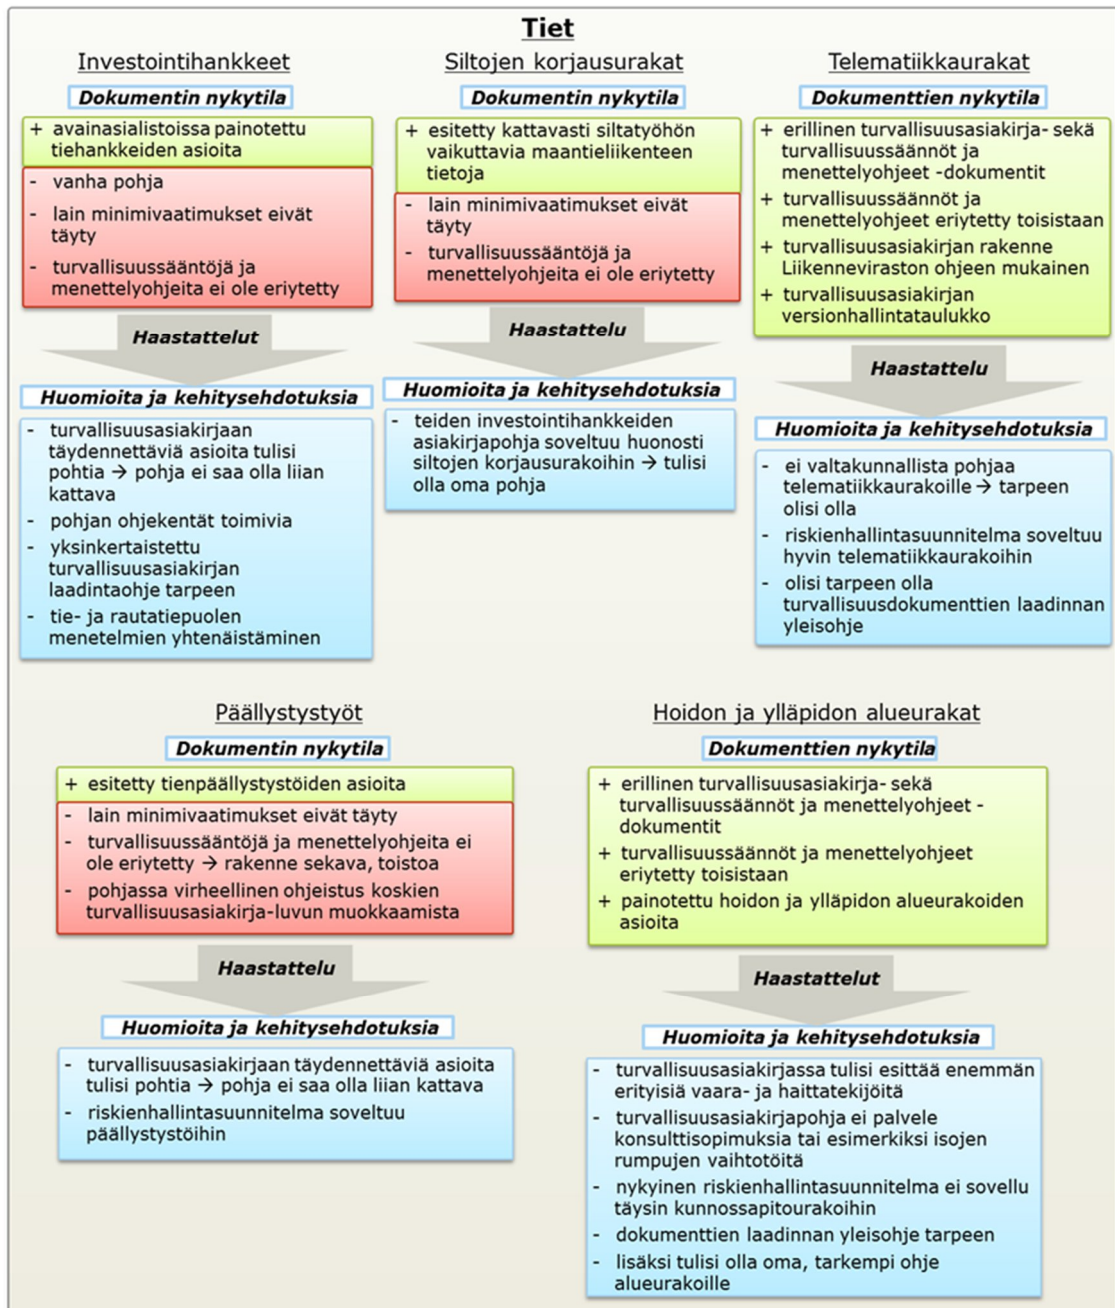 Tiet
Investointihankkeet
Dokumentin nykytila
+ avainasialistoissa painotettu
tiehankkeiden asioita
- vanha pohja
- lain minimivaatimukset eivät
täyty
- turvallisuussääntöjä ja
menettelyohjeita ei ole eriytetty
Haastattelut
Huomioita ja kehitysehdotuksia
- turvallisuusasiakirjaan
täydennettäviä asioita tulisi
pohtia → pohja ei saa olla liian
kattava
- pohjan ohjekentät toimivia
- yksinkertaistettu
turvallisuusasiakirjan
laadintaohje tarpeen
- tie- ja rautatiepuolen
menetelmien yhtenäistäminen
Siltojen korjausurakat
Dokumentin nykytila
+ esitetty kattavasti siltatyöhön
vaikuttavia maantieliikenteen
tietoja
- lain minimivaatimukset eivät
täyty
- turvallisuussääntöjä ja
menettelyohjeita ei ole eriytetty
Haastattelu
Huomioita ja kehitysehdotuksia
- teiden investointihankkeiden
asiakirjapohja soveltuu huonosti
siltojen korjausurakoihin → tulisi
olla oma pohja
Telematiikkaurakat
Dokumenttien nykytila
+ erillinen turvallisuusasiakirja- sekä
turvallisuussäännöt ja
menettelyohjeet -dokumentit
+ turvallisuussäännöt ja
menettelyohjeet eriytetty toisistaan
+ turvallisuusasiakirjan rakenne
Liikenneviraston ohjeen mukainen
+ turvallisuusasiakirjan
versionhallintataulukko
Haastattelu
Huomioita ja kehitysehdotuksia
- ei valtakunnallista pohjaa
telematiikkaurakoille → tarpeen
olisi olla
- riskienhallintasuunnitelma soveltuu
hyvin telematiikkaurakoihin
- olisi tarpeen olla
turvallisuusdokumenttien laadinnan
yleisohje
Päällystystyöt
Dokumentin nykytila
+ esitetty tienpäällystystöiden asioita
- lain minimivaatimukset eivät täyty
- turvallisuussääntöjä ja menettelyohjeita ei
ole eriytetty → rakenne sekava, toistoa
- pohjassa virheellinen ohjeistus koskien
turvallisuusasiakirja-luvun muokkaamista
Haastattelu
Huomioita ja kehitysehdotuksia
- turvallisuusasiakirjaan täydennettäviä asioita
tulisi pohtia → pohja ei saa olla liian kattava
- riskienhallintasuunnitelma soveltuu
päällystystöihin
Hoidon ja ylläpidon alueurakat
Dokumenttien nykytila
+ erillinen turvallisuusasiakirja- sekä
turvallisuussäännöt ja menettelyohjeet -
dokumentit
+ turvallisuussäännöt ja menettelyohjeet
eriytetty toisistaan
+ painotettu hoidon ja ylläpidon alueurakoiden
asioita
Haastattelut
Huomioita ja kehitysehdotuksia
- turvallisuusasiakirjassa tulisi esittää enemmän
erityisiä vaara- ja haittatekijöitä
- turvallisuusasiakirjapohja ei palvele
konsulttisopimuksia tai esimerkiksi isojen
rumpujen vaihtotöitä
- nykyinen riskienhallintasuunnitelma ei sovellu
täysin kunnossapitourakoihin
- dokumenttien laadinnan yleisohje tarpeen
- lisäksi tulisi olla oma, tarkempi ohje
alueurakoille